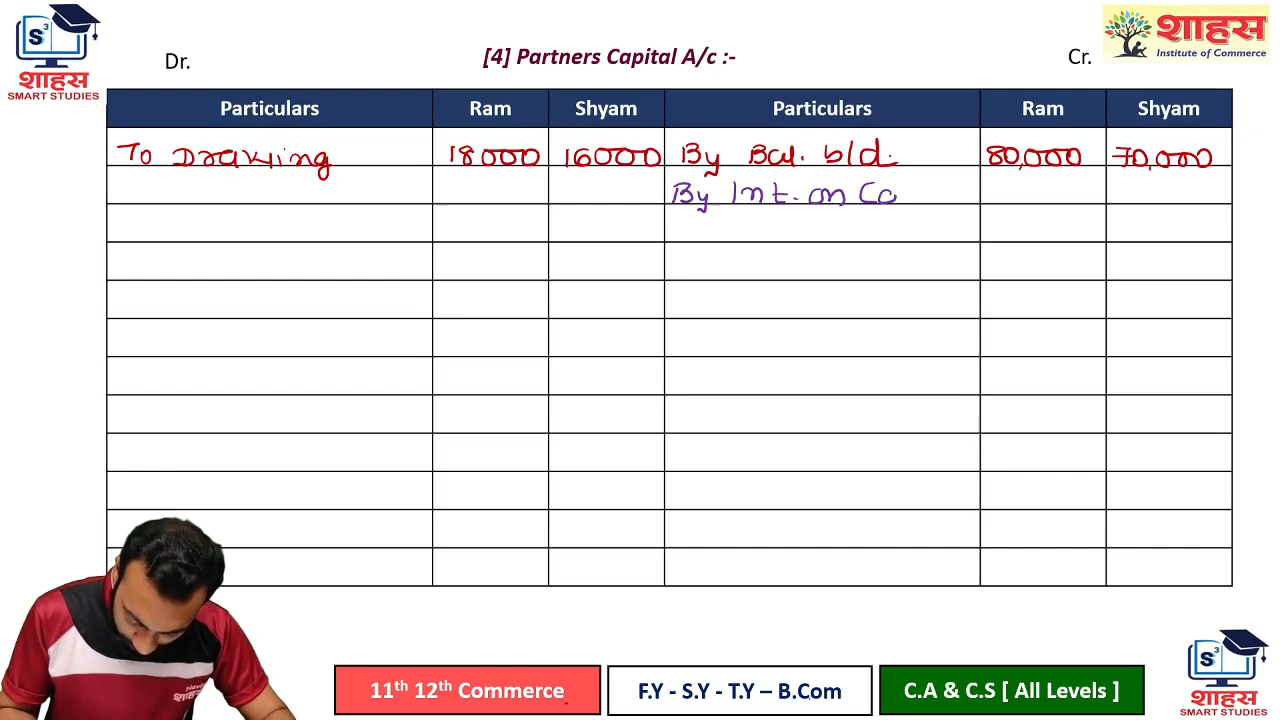 S³
शाहस
SMART STUDIES
Dr.
[4] Partners Capital A/c :-
Cr.
शाहस
Institute of Commerce
Particulars Ram Shyam Particulars Ram Shyam
To Drawing 18000 16000 By Bal. b/d. 80,000 70,000
By Int. on Ca
11th 12th Commerce
F.Y - S.Y - T.Y – B.Com
C.A & C.S [ All Levels ]
S³
शाहस
SMART STUDIES
शाहस